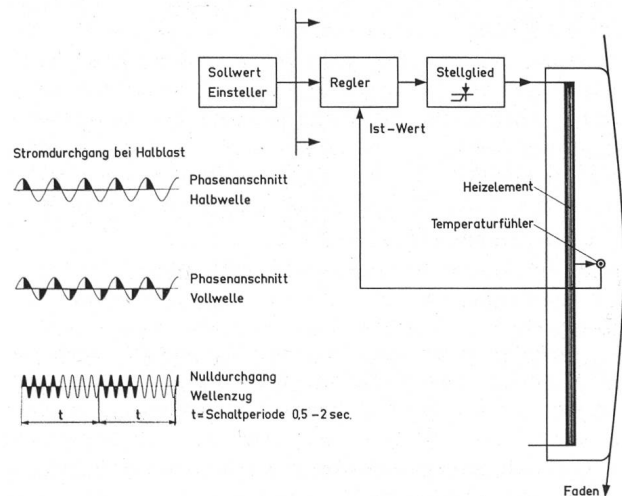 Sollwert
Einsteller
Regler
Stellglied
Ist-Wert
Stromdurchgang bei Halblast
Phasenanschnitt
Halbwelle
Heizelement
Temperaturfühler
Phasenanschnitt
Vollwelle
Nulldurchgang
Wellenzug
t=Schaltperiode 0,5-2 sec.
t
t
Faden